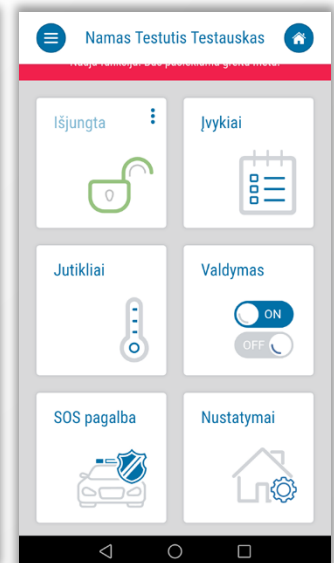 Namas Testutis Testauskas
Išjungta
Įvykiai
Jutikliai
Valdymas
ON
OFF
SOS pagalba
Nustatymai